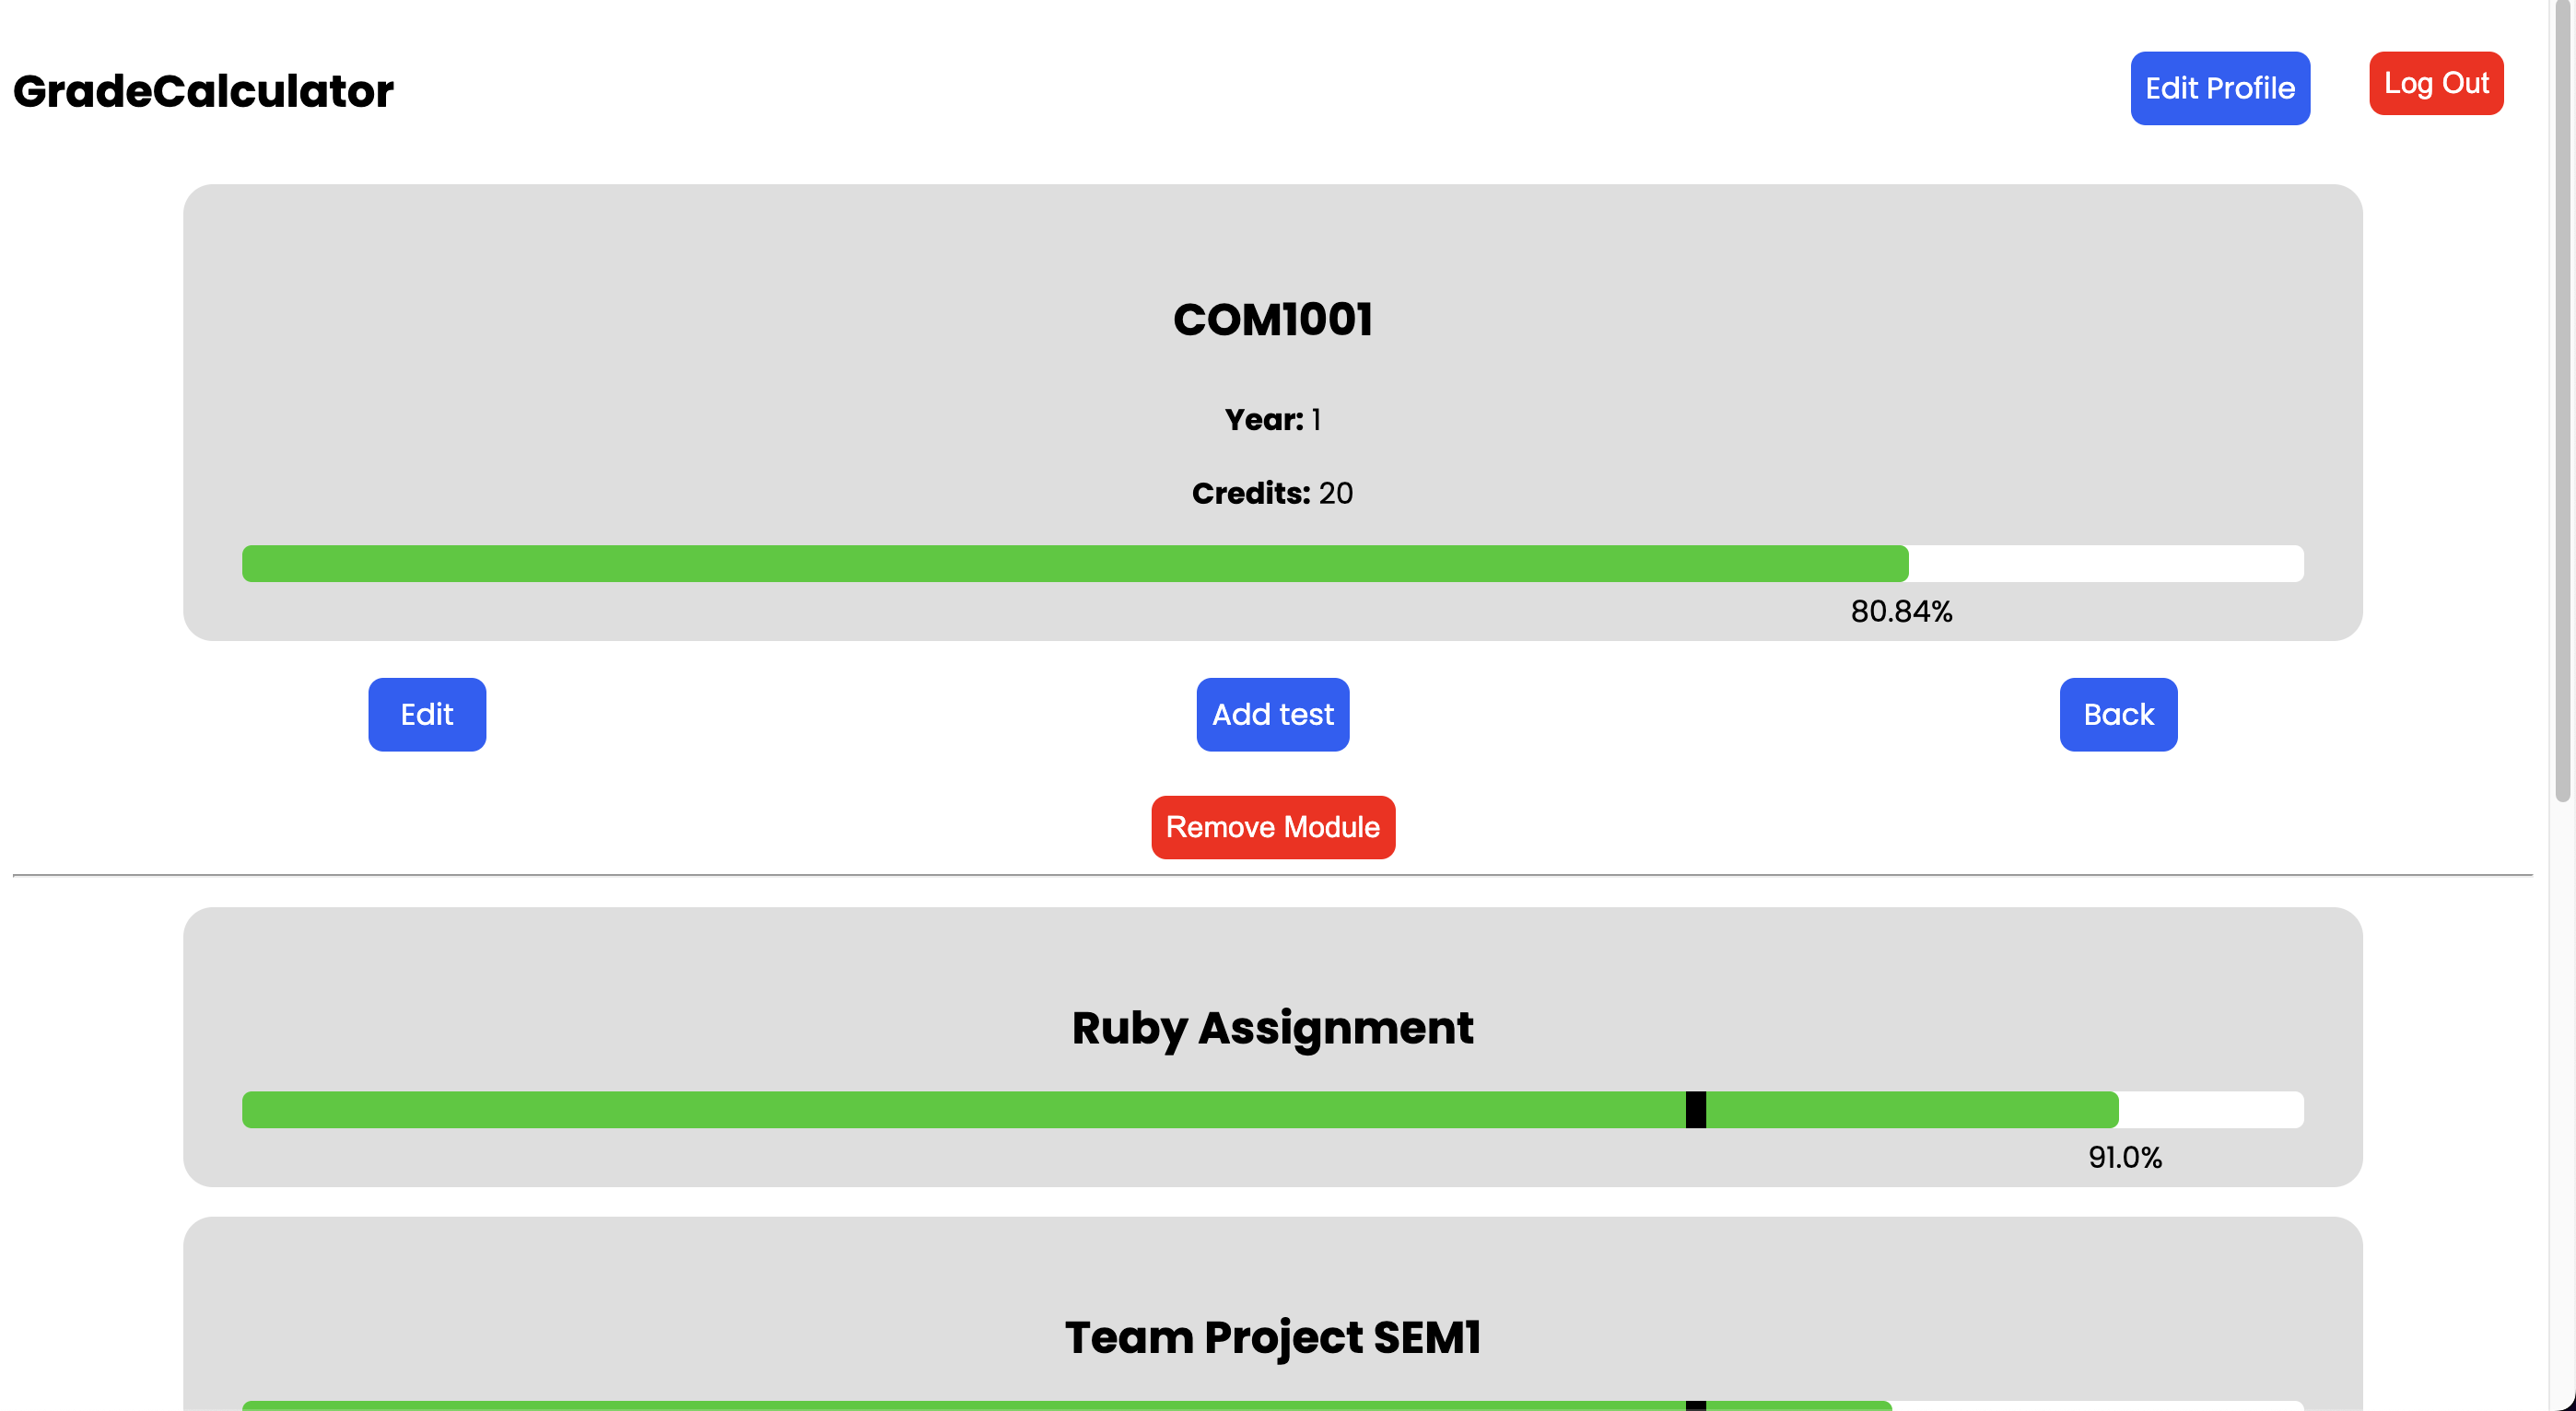 GradeCalculator
Edit Profile
Log Out
COM1001
Year: 1
Credits: 20
80.84%
Edit
Add test
Back
Remove Module
Ruby Assignment
91.0%
Team Project SEM1